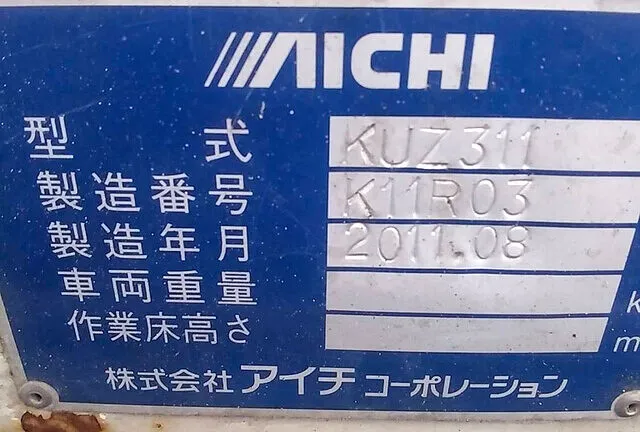 AICHI
型式 KUZ311
製造番号 K11R03
製造年月 2011.08
車両重量 k
作業床高さ m
株式会社 アイチ コーポレーション